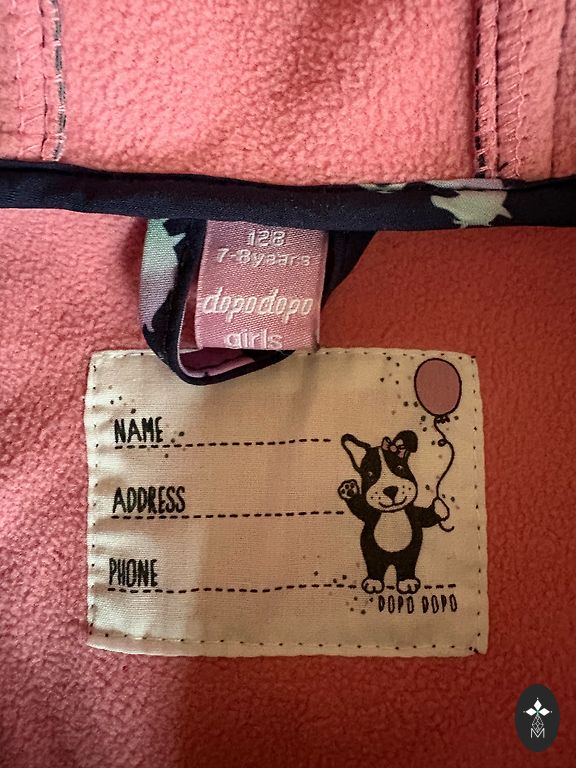 128
7-8years
dopodopo
girls
NAME
ADDRESS
PHONE
DOPO DOPO
M